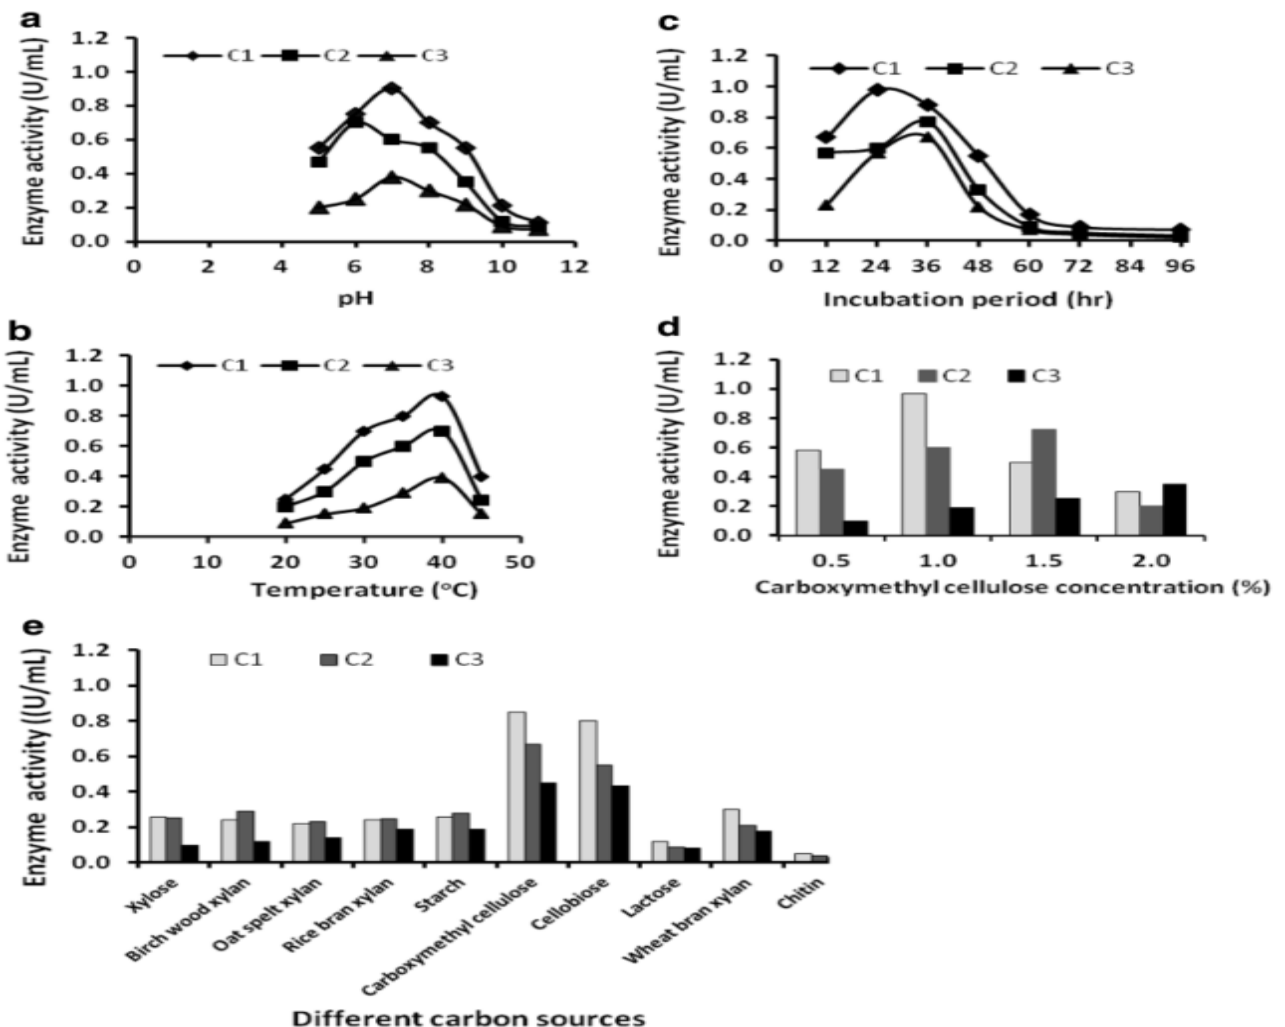 a
Enzyme activity (U/mL)
1.2
1.0
0.8
0.6
0.4
0.2
0.0
C1 C2 C3
0 2 4 6 8 10 12
pH
b
Enzyme activity (U/mL)
1.2
1.0
0.8
0.6
0.4
0.2
0.0
C1 C2 C3
0 10 20 30 40 50
Temperature (°C)
c
Enzyme activity (U/mL)
1.2
1.0
0.8
0.6
0.4
0.2
0.0
C1 C2 C3
0 12 24 36 48 60 72 84 96
Incubation period (hr)
d
Enzyme activity (U/mL)
1.2
1.0
0.8
0.6
0.4
0.2
0.0
C1 C2 C3
0.5 1.0 1.5 2.0
Carboxymethyl cellulose concentration (%)
e
Enzyme activity ((U/mL)
1.2
1.0
0.8
0.6
0.4
0.2
0.0
C1 C2 C3
Xylose
Birch wood xylan
Oat spelt xylan
Rice bran xylan
Starch
Carboxymethyl cellulose
Cellobiose
Lactose
Wheat bran xylan
Chitin
Different carbon sources